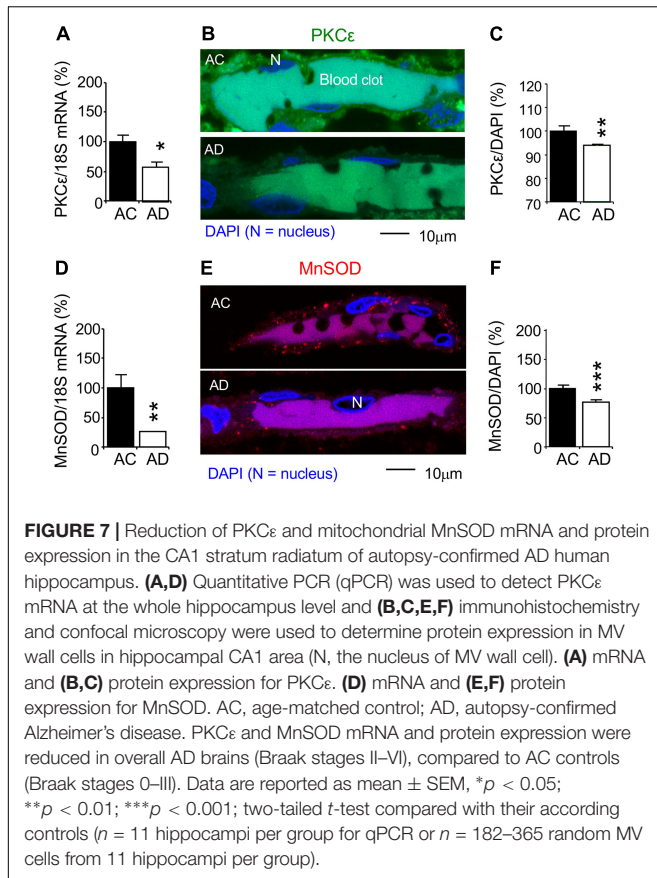 A
PKCε/18S mRNA (%)
200
150
100
50
0
*
AC AD
B
PKCε
AC
N
Blood clot
AD
DAPI (N = nucleus)
10μm
C
PKCε/DAPI (%)
120
110
100
90
80
70
**
AC AD
D
MnSOD/18S mRNA (%)
200
150
100
50
0
**
AC AD
E
MnSOD
AC
AD
N
DAPI (N = nucleus)
10μm
F
MnSOD/DAPI (%)
200
150
100
50
0
***
AC AD
FIGURE 7 | Reduction of PKCε and mitochondrial MnSOD mRNA and protein
expression in the CA1 stratum radiatum of autopsy-confirmed AD human
hippocampus. (A,D) Quantitative PCR (qPCR) was used to detect PKCε
mRNA at the whole hippocampus level and (B,C,E,F) immunohistochemistry
and confocal microscopy were used to determine protein expression in MV
wall cells in hippocampal CA1 area (N, the nucleus of MV wall cell). (A) mRNA
and (B,C) protein expression for PKCε. (D) mRNA and (E,F) protein
expression for MnSOD. AC, age-matched control; AD, autopsy-confirmed
Alzheimer's disease. PKCε and MnSOD mRNA and protein expression were
reduced in overall AD brains (Braak stages II–VI), compared to AC controls
(Braak stages 0–III). Data are reported as mean ± SEM, *p < 0.05;
**p < 0.01; ***p < 0.001; two-tailed t-test compared with their according
controls (n = 11 hippocampi per group for qPCR or n = 182–365 random MV
cells from 11 hippocampi per group).